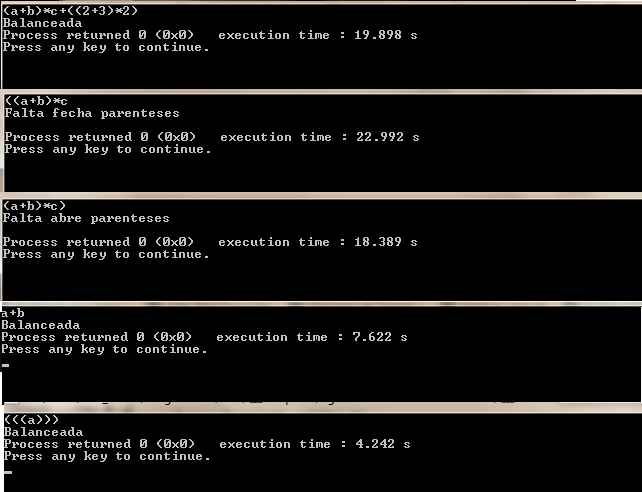 (a+b)*c+((2+3)*2)
Balanceada
Process returned 0 (0x0)   execution time : 19.898 s
Press any key to continue.
((a+b)*c
Falta fecha parenteses
Process returned 0 (0x0)   execution time : 22.992 s
Press any key to continue.
(a+b)*c)
Falta abre parenteses
Process returned 0 (0x0)   execution time : 18.389 s
Press any key to continue.
a+b
Balanceada
Process returned 0 (0x0)   execution time : 7.622 s
Press any key to continue.
(((a)))
Balanceada
Process returned 0 (0x0)   execution time : 4.242 s
Press any key to continue.